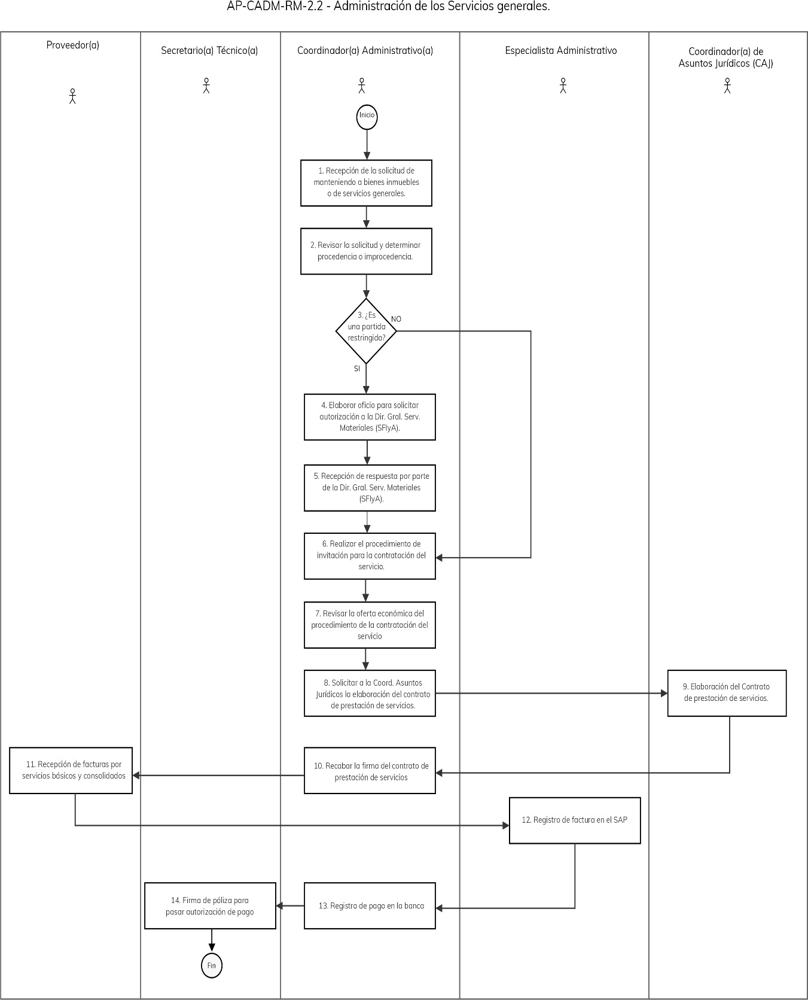 AP-CADM-RM-2.2 - Administración de los Servicios generales.
Proveedor(a)
Secretario(a) Técnico(a)
Coordinador(a) Administrativo(a)
Especialista Administrativo
Coordinador(a) de
Asuntos Jurídicos (CAJ)
Inicio
1. Recepción de la solicitud de
manteniendo a bienes inmuebles
o de servicios generales.
2. Revisar la solicitud y determinar
procedencia o improcedencia.
3. ¿Es
una partida
restringida?
NO
SI
4. Elaborar oficio para solicitar
autorización a la Dir. Gral. Serv.
Materiales (SFIyA).
5. Recepción de respuesta por parte
de la Dir. Gral. Serv. Materiales
(SFIyA).
6. Realizar el procedimiento de
invitación para la contratación del
servicio.
7. Revisar la oferta económica del
procedimiento de la contratación del
servicio
8. Solicitar a la Coord. Asuntos
Jurídicos la elaboración del contrato
de prestación de servicios.
9. Elaboración del Contrato
de prestación de servicios.
10. Recabar la firma del contrato de
prestación de servicios
11. Recepción de facturas por
servicios básicos y consolidados
12. Registro de factura en el SAP
13. Registro de pago en la banca
14. Firma de póliza para
pasar autorización de pago
Fin